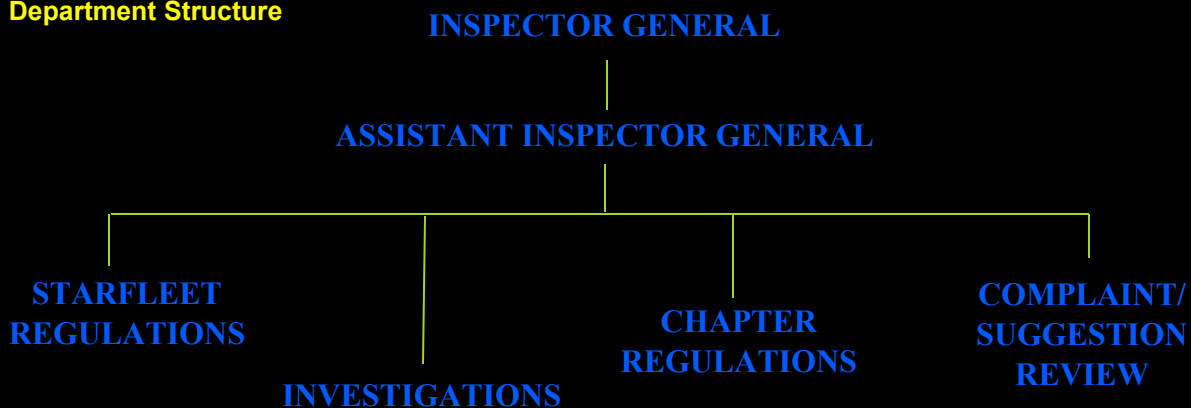 Department Structure
INSPECTOR GENERAL
ASSISTANT INSPECTOR GENERAL
STARFLEET
REGULATIONS
INVESTIGATIONS
CHAPTER
REGULATIONS
COMPLAINT/
SUGGESTION
REVIEW